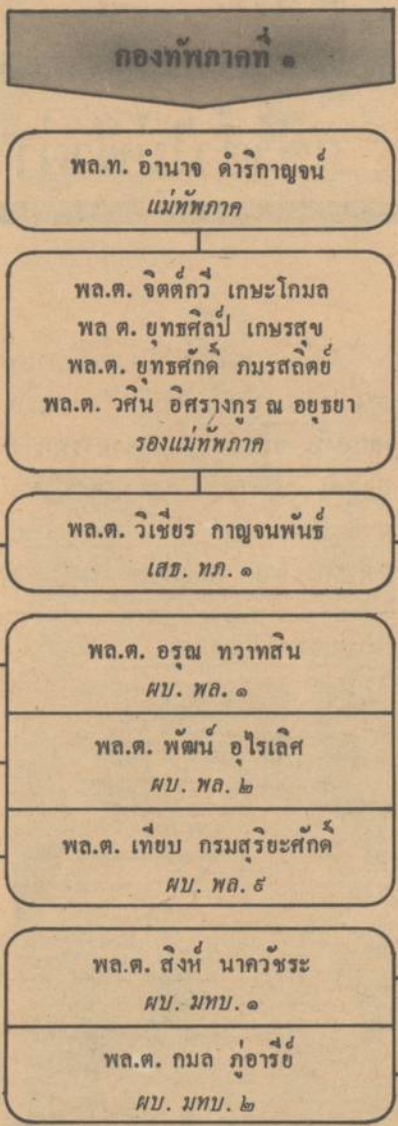 กองทัพภาคที่ ๑
พล.ท. อำนาจ ดำริกาญจน์
แม่ทัพภาค
พล.ต. จิตต์กวี เกษะโกมล
พล ต. ยุทธศิลป์ เกษรสุข
พล.ต. ยุทธศักดิ์ ภมรสถิตย์
พล.ต. วศิน อิศรางกูร ณ อยุธยา
รองแม่ทัพภาค
พล.ต. วิเชียร กาญจนพันธ์
เสธ. ทภ. ๑
พล.ต. อรุณ ทวาทสิน
ผบ. พล. ๑
พล.ต. พัฒน์ อุไรเลิศ
ผบ. พล. ๒
พล.ต. เทียบ กรมสุริยะศักดิ์
ผบ. พล. ๙
พล.ต. สิงห์ นาควัชระ
ผบ. มทบ. ๑
พล.ต. กมล ภู่อารีย์
ผบ. มทบ. ๒